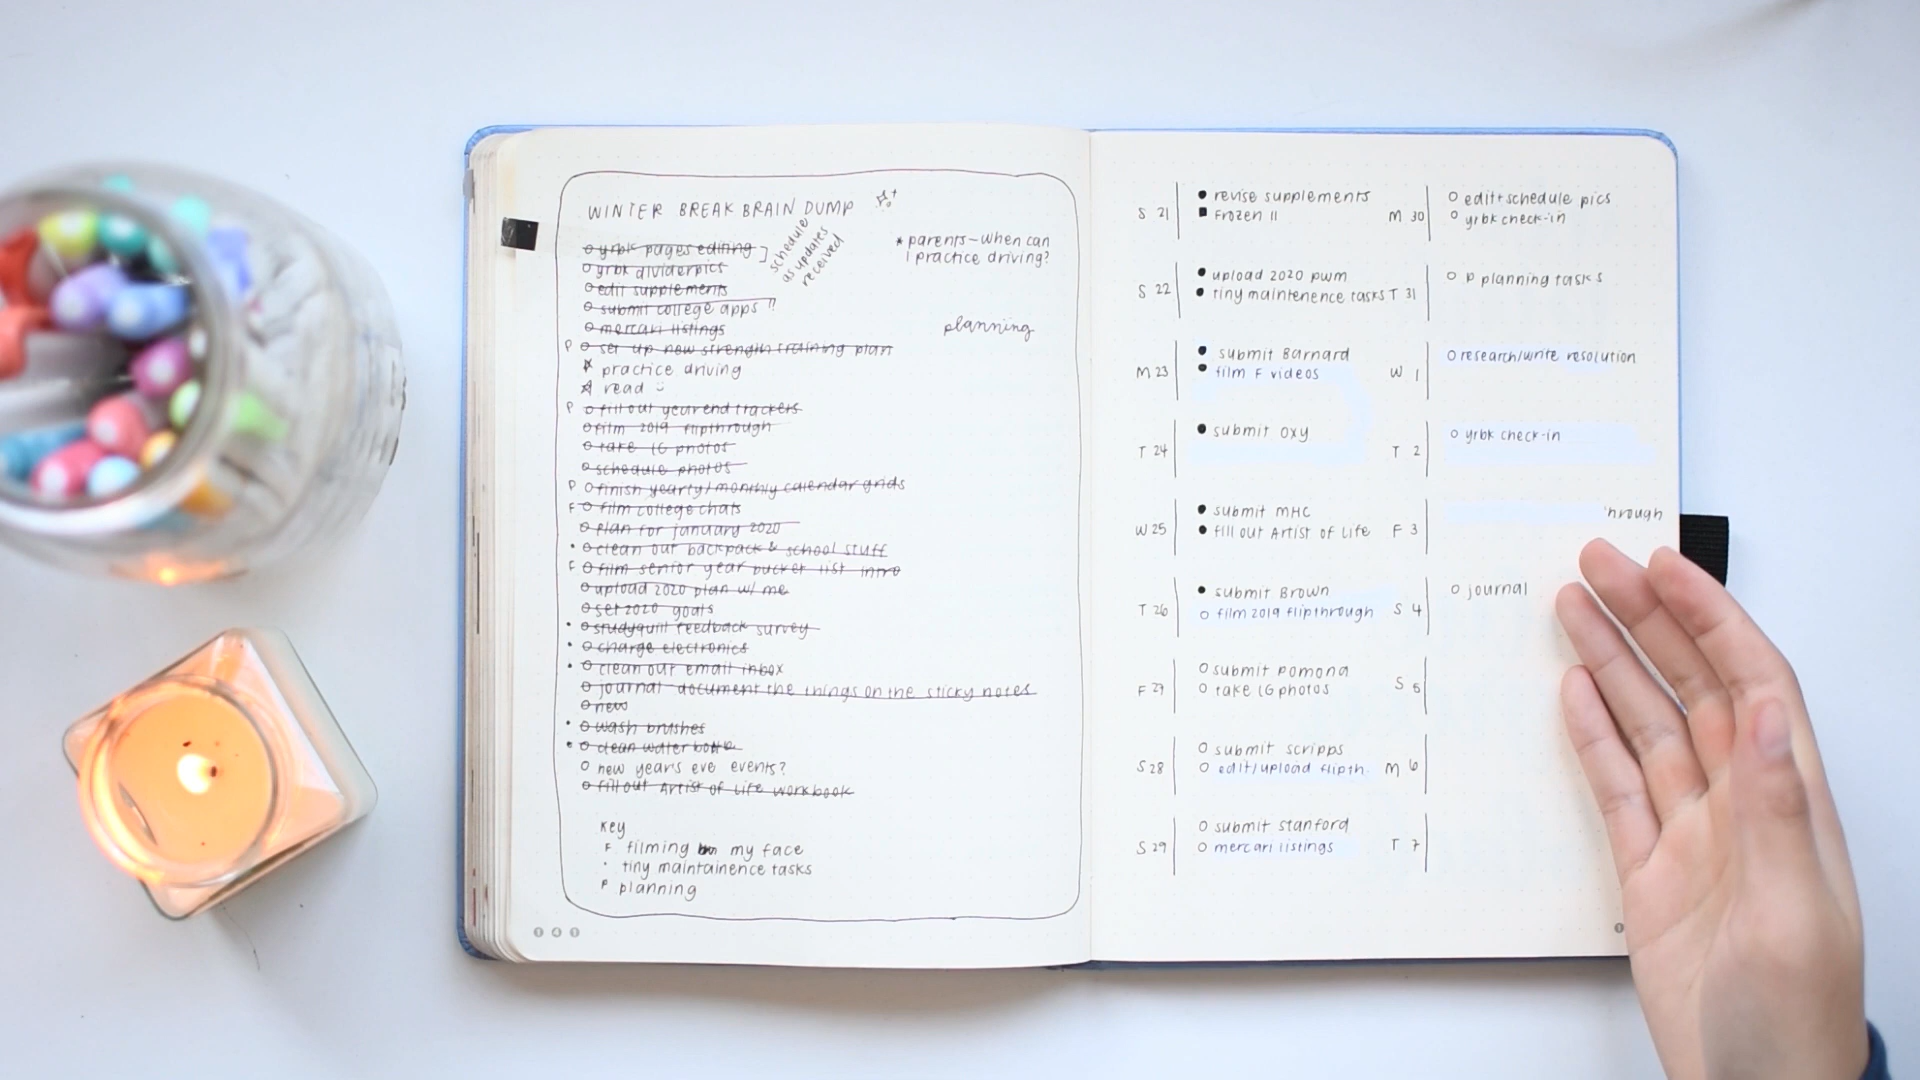 WINTER BREAK BRAIN DUMP
yrbk pages editing
yrbk divider pics
schedule
as updates
received
edit supplements
submit college apps !!
mercari listings
P set up new strength training plan
practice driving
read
P fill out year end trackers
film 2019 flipthrough
take IG photos
schedule photos
P finish yearly/monthly calendar grids
F film college chats
plan for january 2020
• clean out backpack & school stuff
F film senior year bucket list intro
upload 2020 plan w/ me
set 2020 goals
• studyquill feedback survey
• charge electronics
• clean out email inbox
journal - document the things on the sticky notes
new
• wash brushes
• clean water bottle
new year's eve events?
fill out Artist of Life workbook
* parents - when can
I practice driving?
planning
key
F filming my face
· tiny maintainence tasks
P planning
341
S 21
revise supplements
Frozen II
S 22
upload 2020 pwm
tiny maintenence tasks
M 23
submit Barnard
film F videos
T 24
submit Oxy
W 25
submit MHC
fill out Artist of Life
T 26
submit Brown
film 2019 flipthrough
F 27
submit pomona
take IG photos
S 28
submit scripps
edit/upload flipth.
S 29
submit stanford
mercari listings
M 30
edit + schedule pics
yrbk check-in
T 31
P planning tasks
W 1
research/write resolution
T 2
yrbk check-in
F 3
hrough
S 4
journal
S 5
M 6
T 7